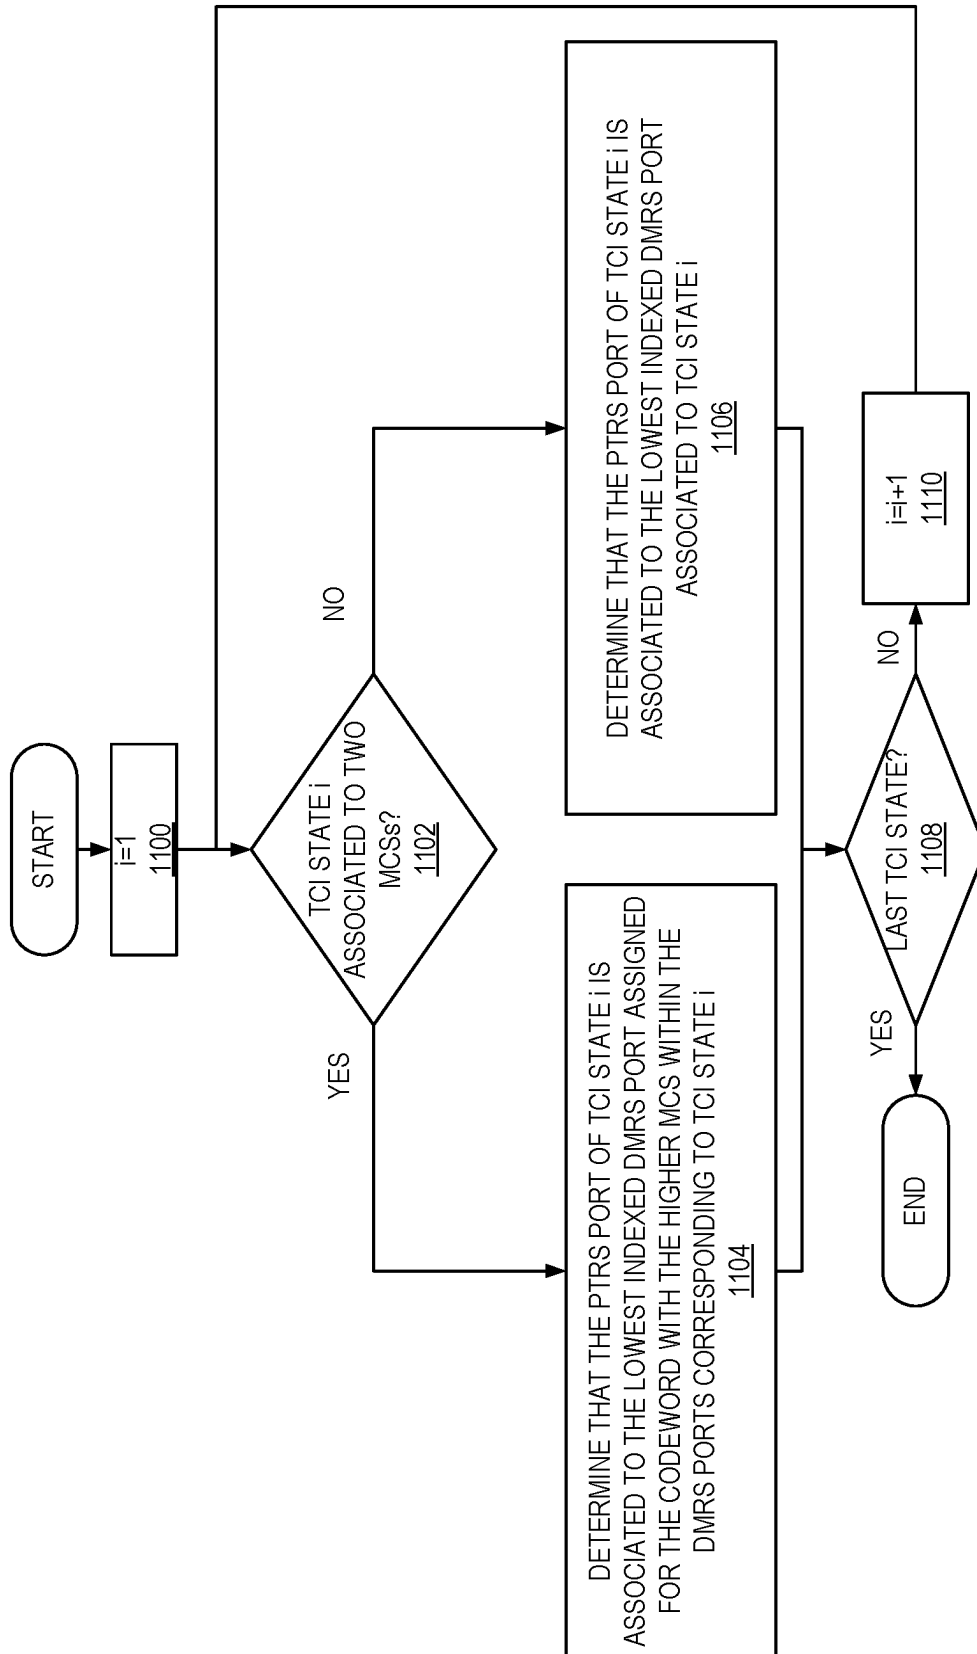 START
i=1
1100
TCI STATE i
ASSOCIATED TO TWO
MCSs?
1102
YES
NO
DETERMINE THAT THE PTRS PORT OF TCI STATE i IS
ASSOCIATED TO THE LOWEST INDEXED DMRS PORT ASSIGNED
FOR THE CODEWORD WITH THE HIGHER MCS WITHIN THE
DMRS PORTS CORRESPONDING TO TCI STATE i
1104
DETERMINE THAT THE PTRS PORT OF TCI STATE i IS
ASSOCIATED TO THE LOWEST INDEXED DMRS PORT
ASSOCIATED TO TCI STATE i
1106
LAST TCI STATE?
1108
YES
NO
END
i=i+1
1110